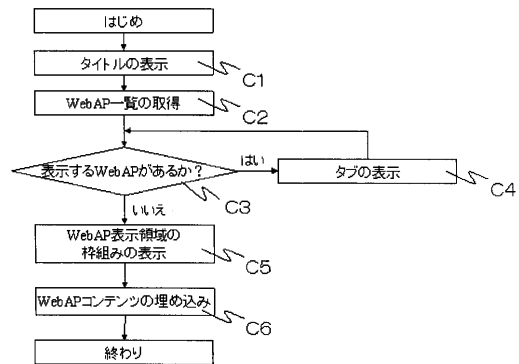 はじめ
タイトルの表示
C1
WebAP一覧の取得
C2
表示するWebAPがあるか?
はい
C3
タブの表示
C4
いいえ
WebAP表示領域の
枠組みの表示
C5
WebAPコンテンツの埋め込み
C6
終わり